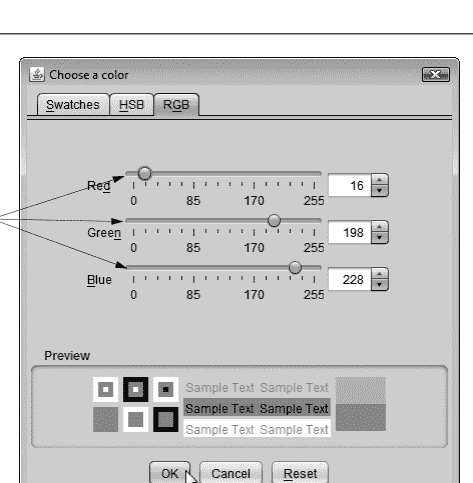 Choose a color
Swatches HSB RGB
Red 16
0 85 170 255
Green 198
0 85 170 255
Blue 228
0 85 170 255
Preview
Sample Text Sample Text
Sample Text Sample Text
Sample Text Sample Text
OK Cancel Reset